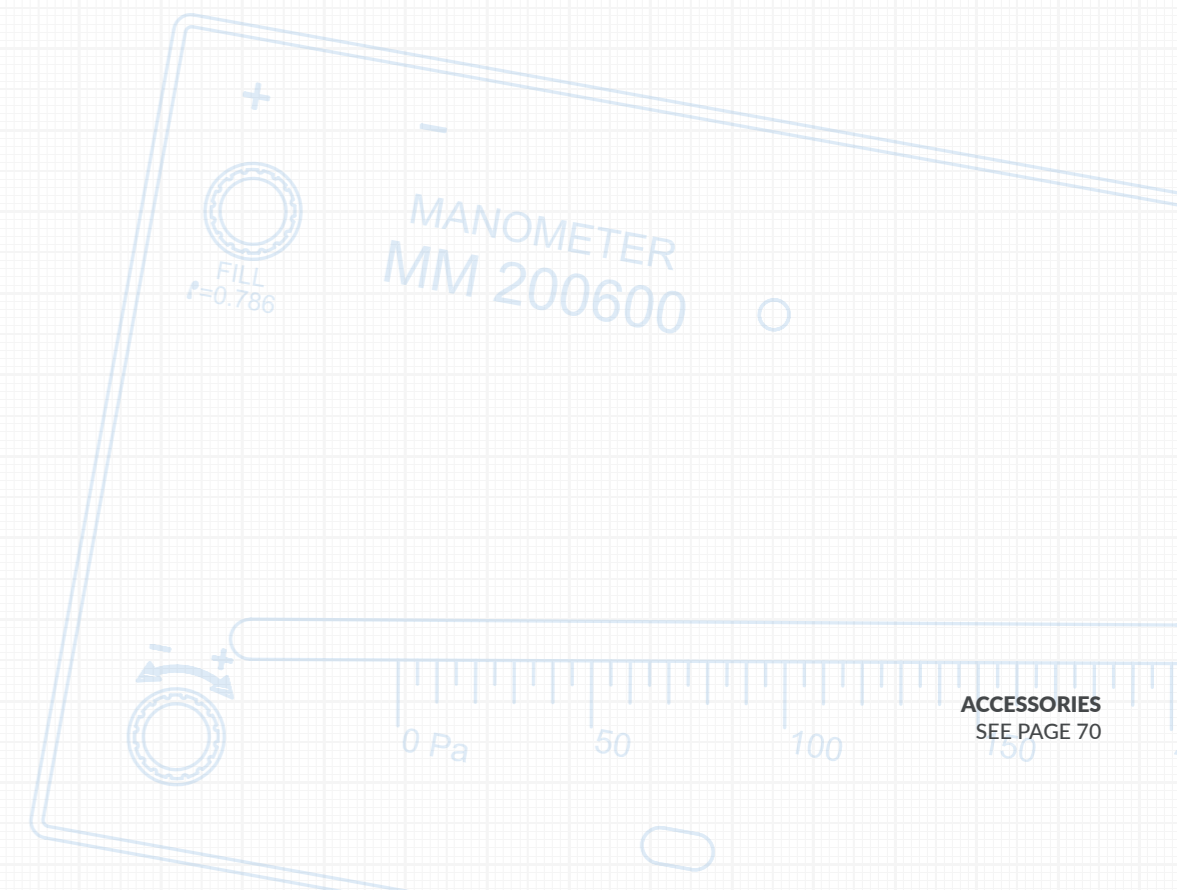 +
−
MANOMETER
MM 200600
FILL
r=0.786
− +
0 Pa 50 100 150
ACCESSORIES
SEE PAGE 70